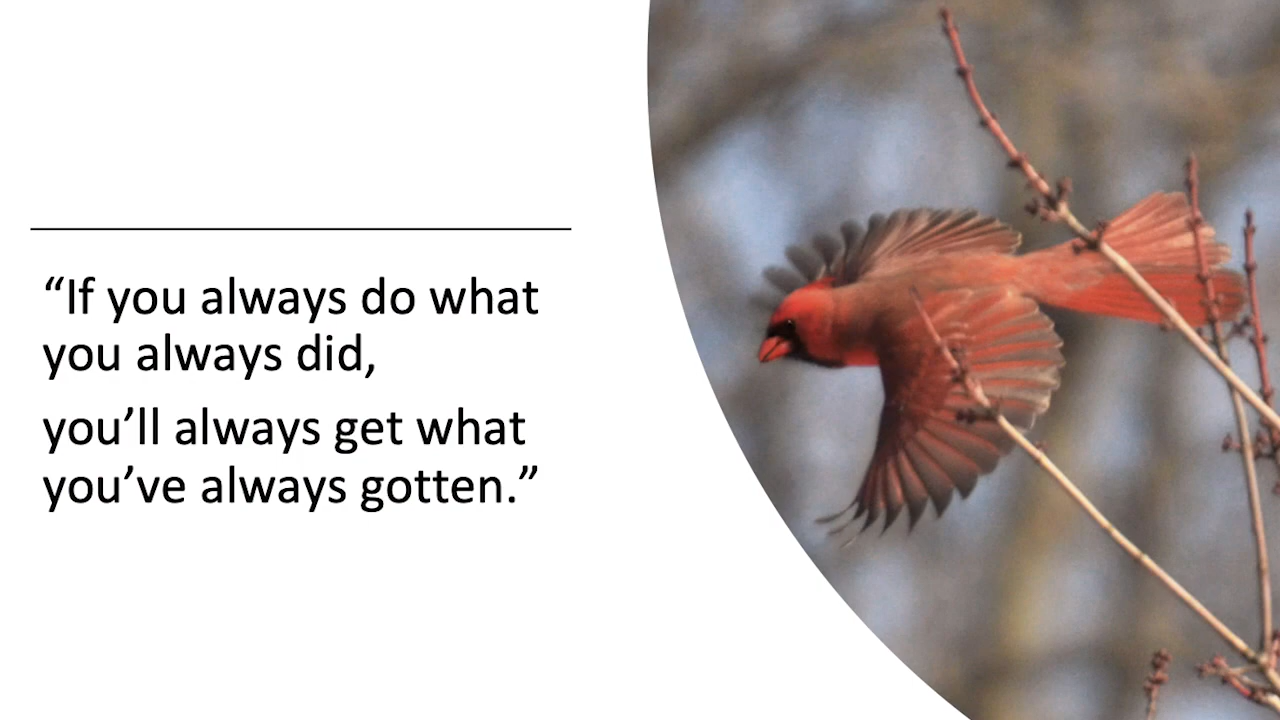 “If you always do what
you always did,
you’ll always get what
you’ve always gotten.”